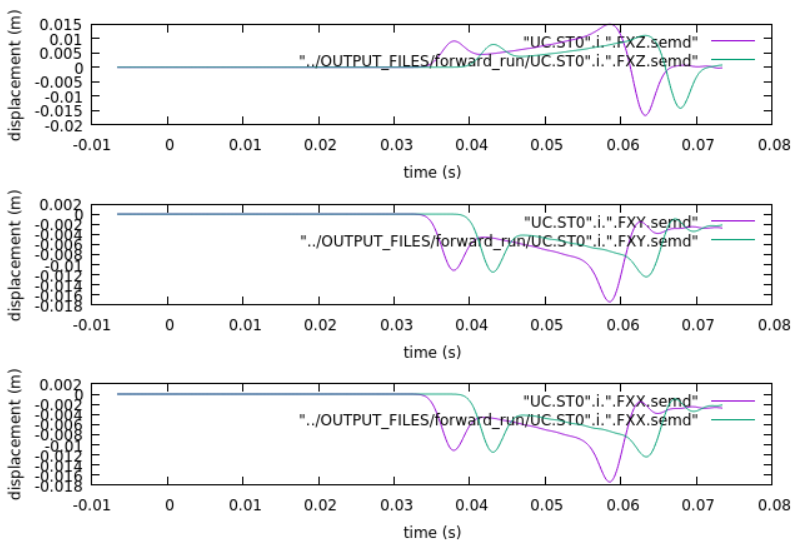 0.015
0.01
0.005
0
-0.005
-0.01
-0.015
-0.02
displacement (m)
"UC.ST0".i.".FXZ.semd"
"../OUTPUT_FILES/forward_run/UC.ST0".i.".FXZ.semd"
-0.01 0 0.01 0.02 0.03 0.04 0.05 0.06 0.07 0.08
time (s)
0.002
0
-0.002
-0.004
-0.006
-0.008
-0.01
-0.012
-0.014
-0.016
-0.018
displacement (m)
"UC.ST0".i.".FXY.semd"
"../OUTPUT_FILES/forward_run/UC.ST0".i.".FXY.semd"
-0.01 0 0.01 0.02 0.03 0.04 0.05 0.06 0.07 0.08
time (s)
0.002
0
-0.002
-0.004
-0.006
-0.008
-0.01
-0.012
-0.014
-0.016
-0.018
displacement (m)
"UC.ST0".i.".FXX.semd"
"../OUTPUT_FILES/forward_run/UC.ST0".i.".FXX.semd"
-0.01 0 0.01 0.02 0.03 0.04 0.05 0.06 0.07 0.08
time (s)